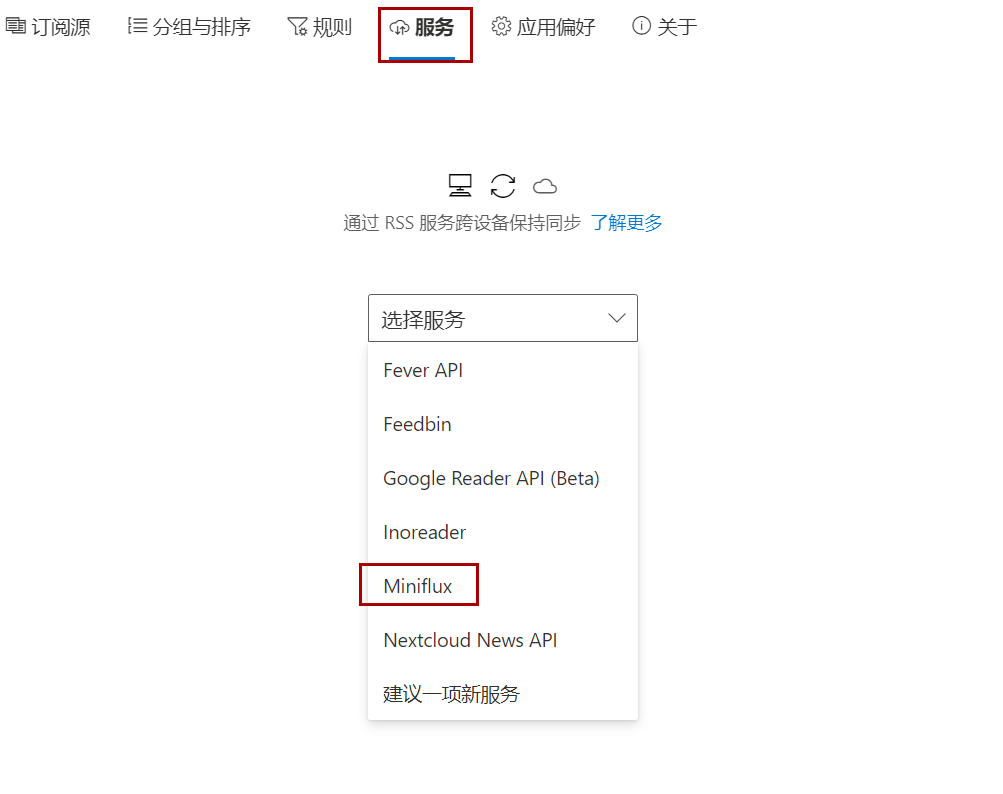 订阅源 分组与排序 规则 服务 应用偏好 关于
通过 RSS 服务跨设备保持同步 了解更多
选择服务
Fever API
Feedbin
Google Reader API (Beta)
Inoreader
Miniflux
Nextcloud News API
建议一项新服务